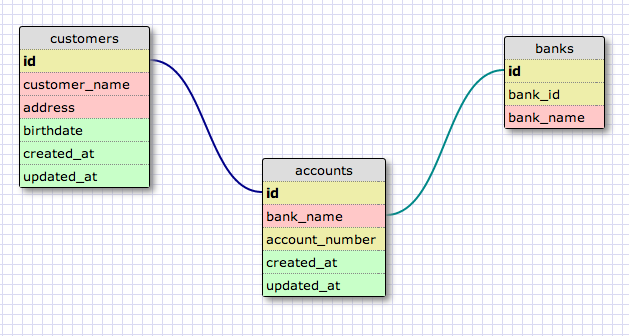 customers
id
customer_name
address
birthdate
created_at
updated_at
banks
id
bank_id
bank_name
accounts
id
bank_name
account_number
created_at
updated_at